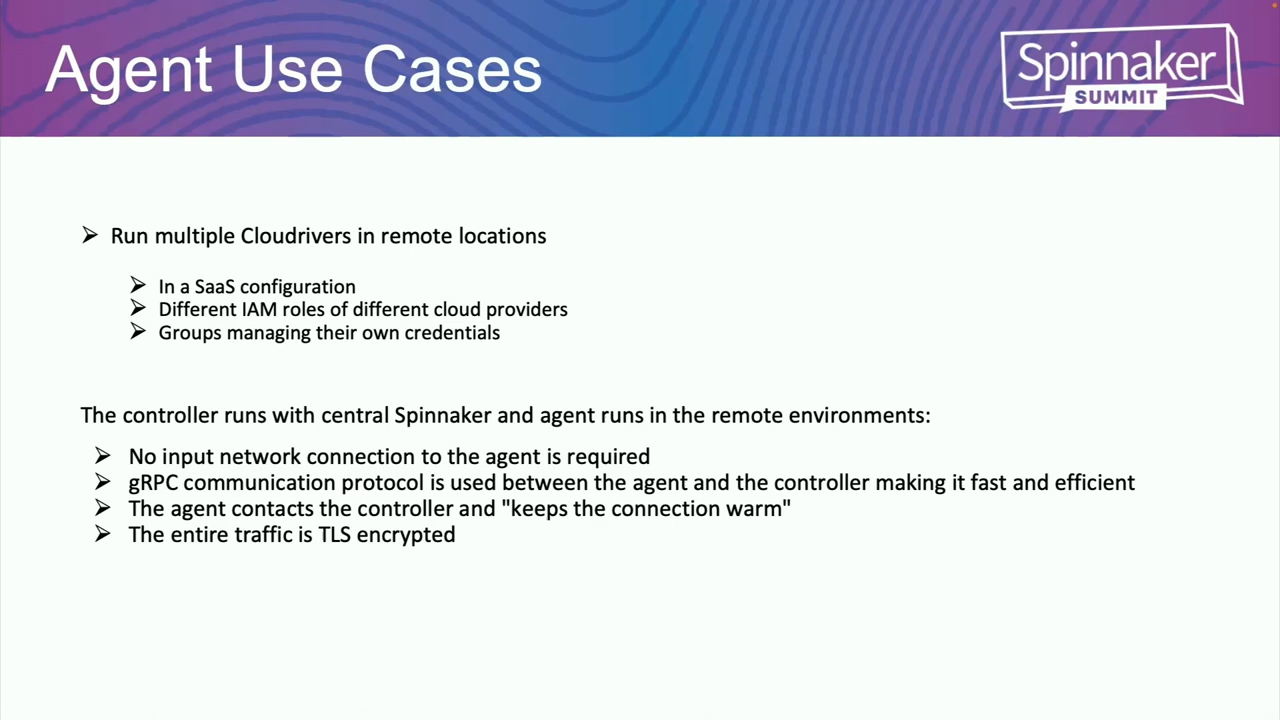 Agent Use Cases
Spinnaker
SUMMIT
Run multiple Cloudrivers in remote locations
In a SaaS configuration
Different IAM roles of different cloud providers
Groups managing their own credentials
The controller runs with central Spinnaker and agent runs in the remote environments:
No input network connection to the agent is required
gRPC communication protocol is used between the agent and the controller making it fast and efficient
The agent contacts the controller and "keeps the connection warm"
The entire traffic is TLS encrypted